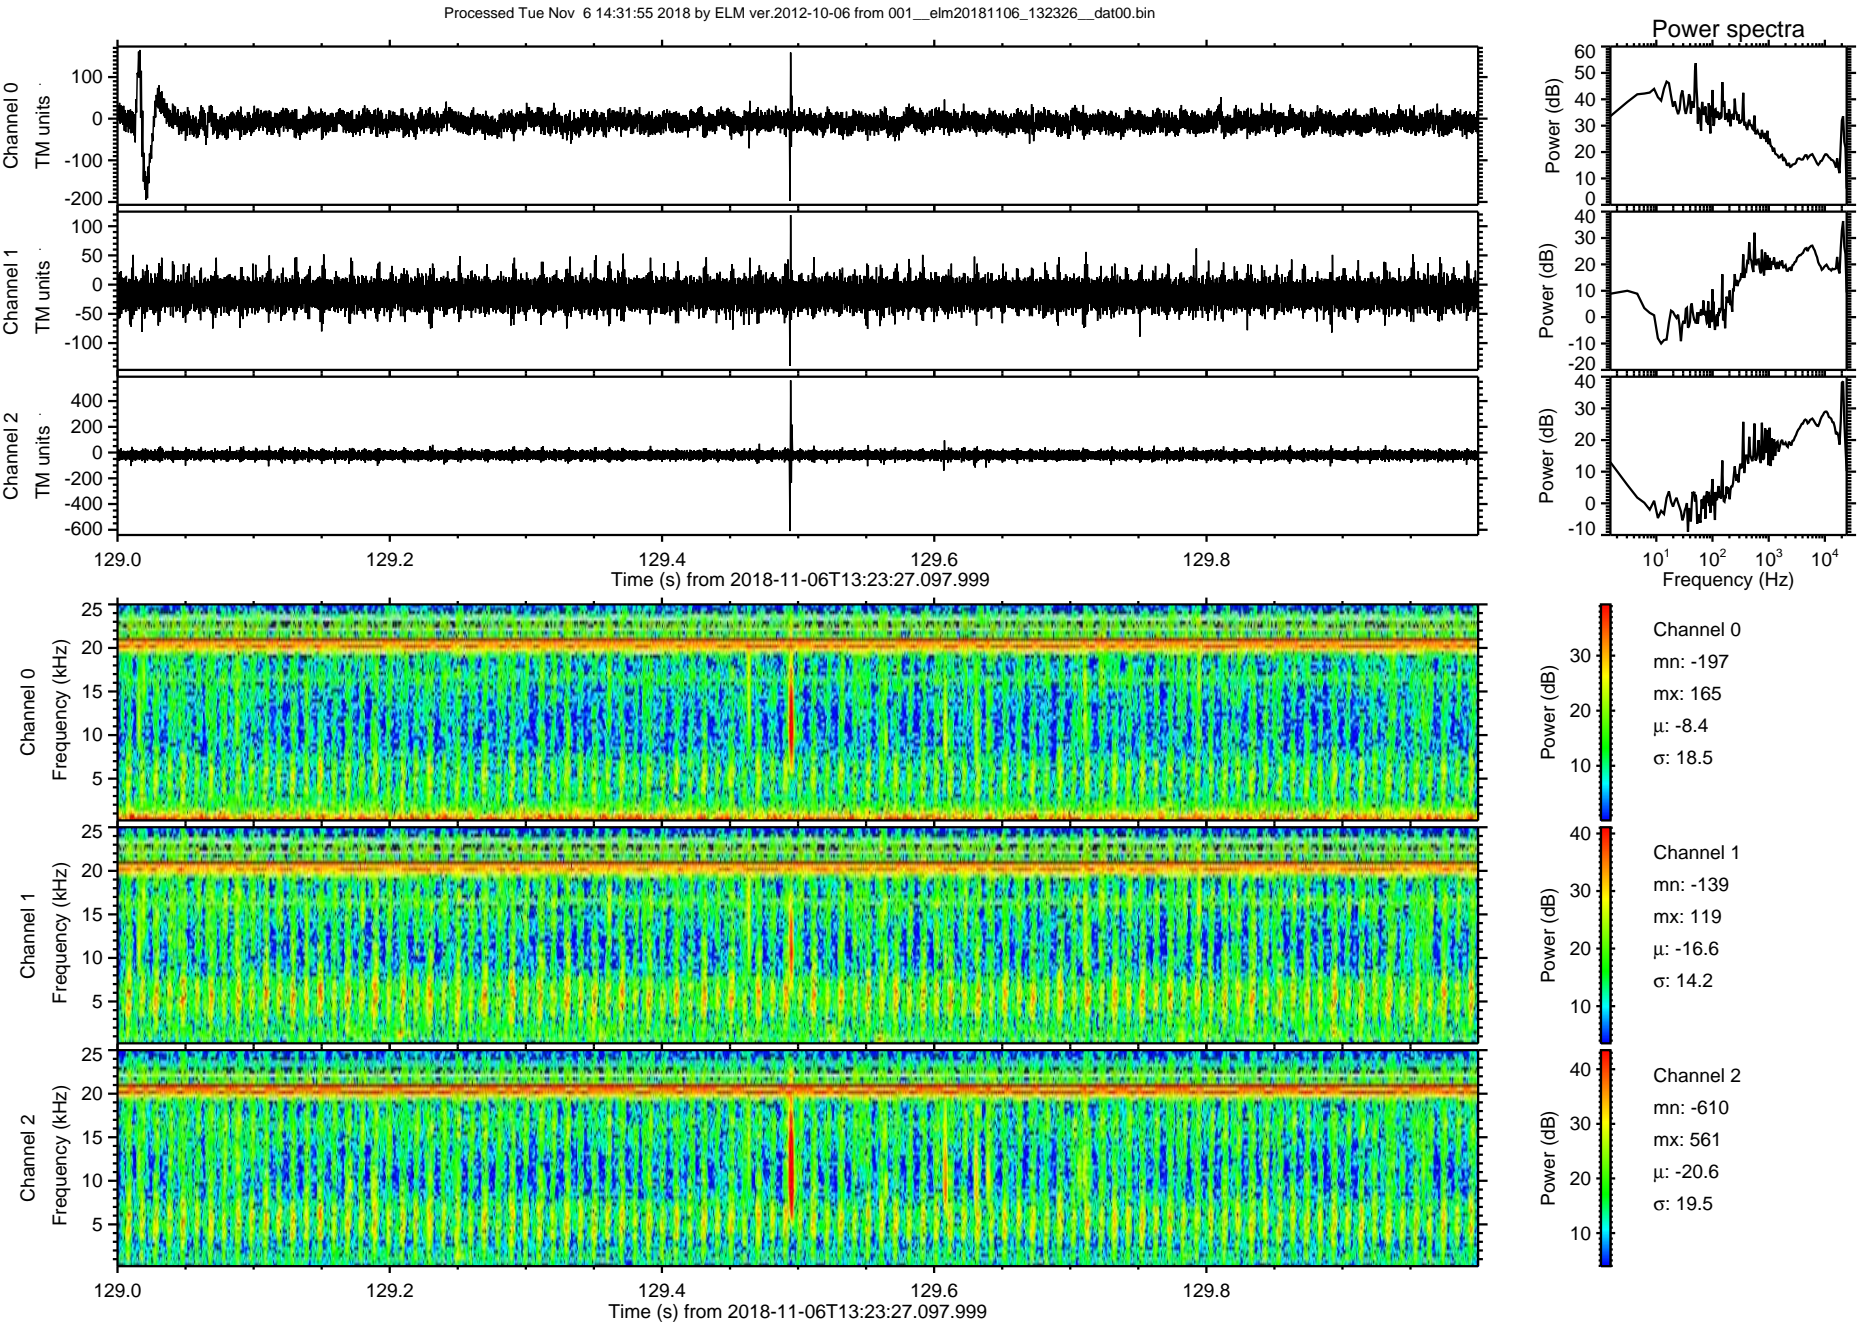 Processed Tue Nov  6 14:31:55 2018 by ELM ver.2012-10-06 from 001__elm20181106_132326__dat00.bin
Power spectra
Channel 0
TM units
100
0
-100
-200
Power (dB)
60
50
40
30
20
10
0
Channel 1
TM units
100
50
0
-50
-100
Power (dB)
40
30
20
10
0
-10
-20
Channel 2
TM units
400
200
0
-200
-400
-600
Power (dB)
40
30
20
10
0
-10
129.0 129.2 129.4 129.6 129.8
Time (s) from 2018-11-06T13:23:27.097.999
10¹ 10² 10³ 10⁴
Frequency (Hz)
Channel 0
Frequency (kHz)
25
20
15
10
5
Power (dB)
30
20
10
Channel 0
mn: -197
mx: 165
μ: -8.4
σ: 18.5
Channel 1
Frequency (kHz)
25
20
15
10
5
Power (dB)
40
30
20
10
Channel 1
mn: -139
mx: 119
μ: -16.6
σ: 14.2
Channel 2
Frequency (kHz)
25
20
15
10
5
Power (dB)
40
30
20
10
Channel 2
mn: -610
mx: 561
μ: -20.6
σ: 19.5
129.0 129.2 129.4 129.6 129.8
Time (s) from 2018-11-06T13:23:27.097.999